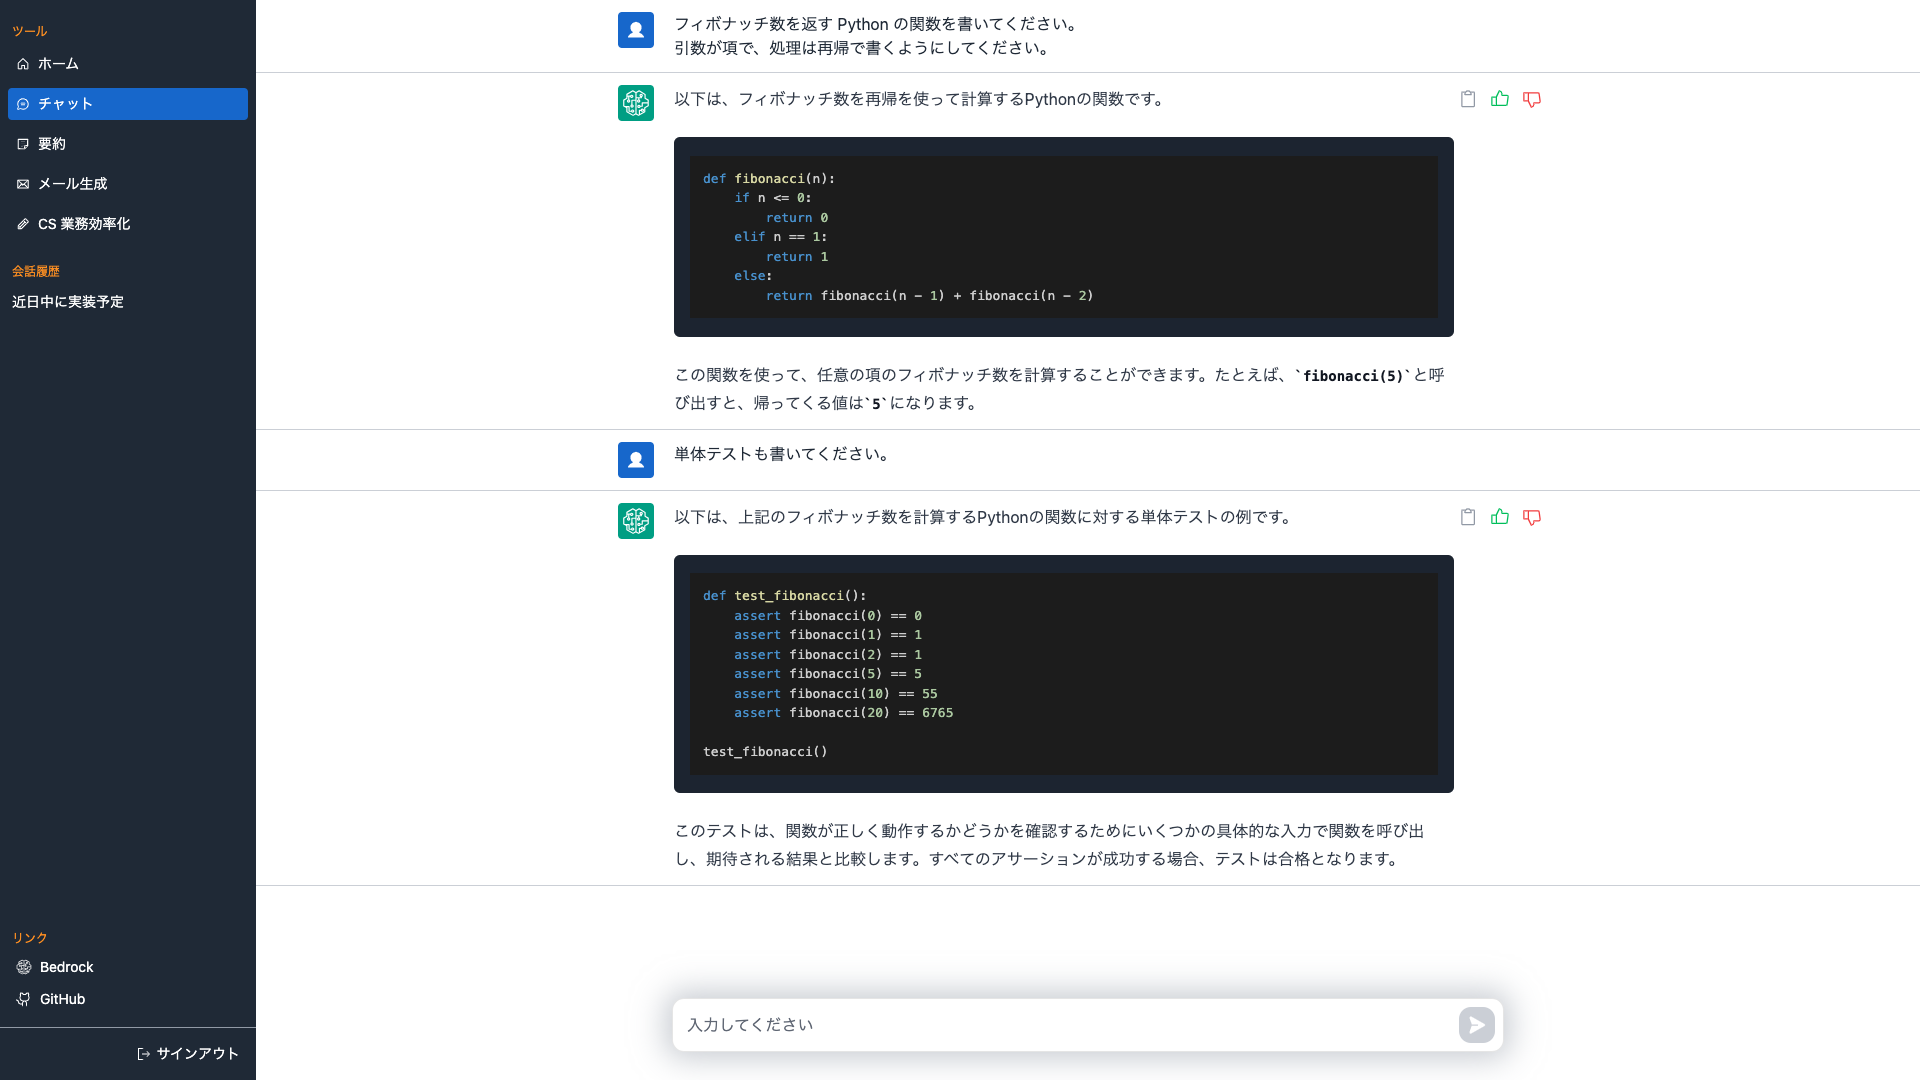 ツール
ホーム
チャット
要約
メール生成
CS 業務効率化
会話履歴
近日中に実装予定
リンク
Bedrock
GitHub
サインアウト
フィボナッチ数を返す Python の関数を書いてください。
引数が項で、処理は再帰で書くようにしてください。
以下は、フィボナッチ数を再帰を使って計算するPythonの関数です。
def fibonacci(n):
    if n <= 0:
        return 0
    elif n == 1:
        return 1
    else:
        return fibonacci(n - 1) + fibonacci(n - 2)
この関数を使って、任意の項のフィボナッチ数を計算することができます。たとえば、`fibonacci(5)`と呼
び出すと、帰ってくる値は`5`になります。
単体テストも書いてください。
以下は、上記のフィボナッチ数を計算するPythonの関数に対する単体テストの例です。
def test_fibonacci():
    assert fibonacci(0) == 0
    assert fibonacci(1) == 1
    assert fibonacci(2) == 1
    assert fibonacci(5) == 5
    assert fibonacci(10) == 55
    assert fibonacci(20) == 6765
test_fibonacci()
このテストは、関数が正しく動作するかどうかを確認するためにいくつかの具体的な入力で関数を呼び出
し、期待される結果と比較します。すべてのアサーションが成功する場合、テストは合格となります。
入力してください